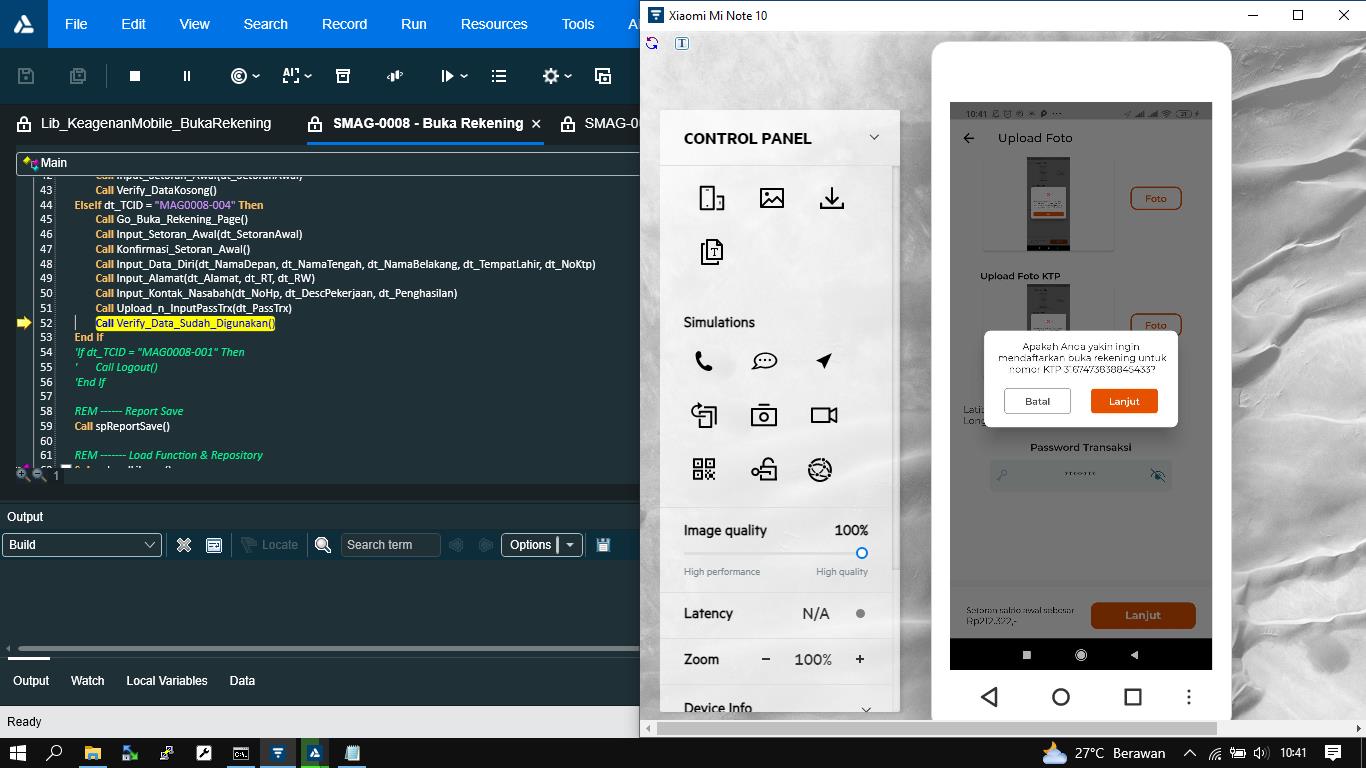 File Edit View Search Record Run Resources Tools
Lib_KeagenanMobile_BukaRekening SMAG-0008 - Buka Rekening
Main
43 Call Verify_DataKosong()
44 ElseIf dt_TCID = "MAG0008-004" Then
45 Call Go_Buka_Rekening_Page()
46 Call Input_Setoran_Awal(dt_SetoranAwal)
47 Call Konfirmasi_Setoran_Awal()
48 Call Input_Data_Diri(dt_NamaDepan, dt_NamaTengah, dt_NamaBelakang, dt_TempatLahir, dt_NoKtp)
49 Call Input_Alamat(dt_Alamat, dt_RT, dt_RW)
50 Call Input_Kontak_Nasabah(dt_NoHp, dt_DescPekerjaan, dt_Penghasilan)
51 Call Upload_n_InputPassTrx(dt_PassTrx)
52 Call Verify_Data_Sudah_Digunakan()
53 End If
54 'If dt_TCID = "MAG0008-001" Then
55 ' Call Logout()
56 'End If
57
58 REM ------ Report Save
59 Call spReportSave()
60
61 REM ------- Load Function & Repository
1
Output
Build
Locate
Search term
Options
Output Watch Local Variables Data
Ready
Xiaomi Mi Note 10
T
CONTROL PANEL
Simulations
Image quality 100%
High performance High quality
Latency N/A
Zoom − 100% +
Device Info
10:41
Upload Foto
Foto
Upload Foto KTP
Foto
Apakah Anda yakin ingin
mendaftarkan buka rekening untuk
nomor KTP 3167473838845433?
Batal Lanjut
Password Transaksi
Setoran saldo awal sebesar
Rp212.322,-
Lanjut
27°C Berawan 10:41